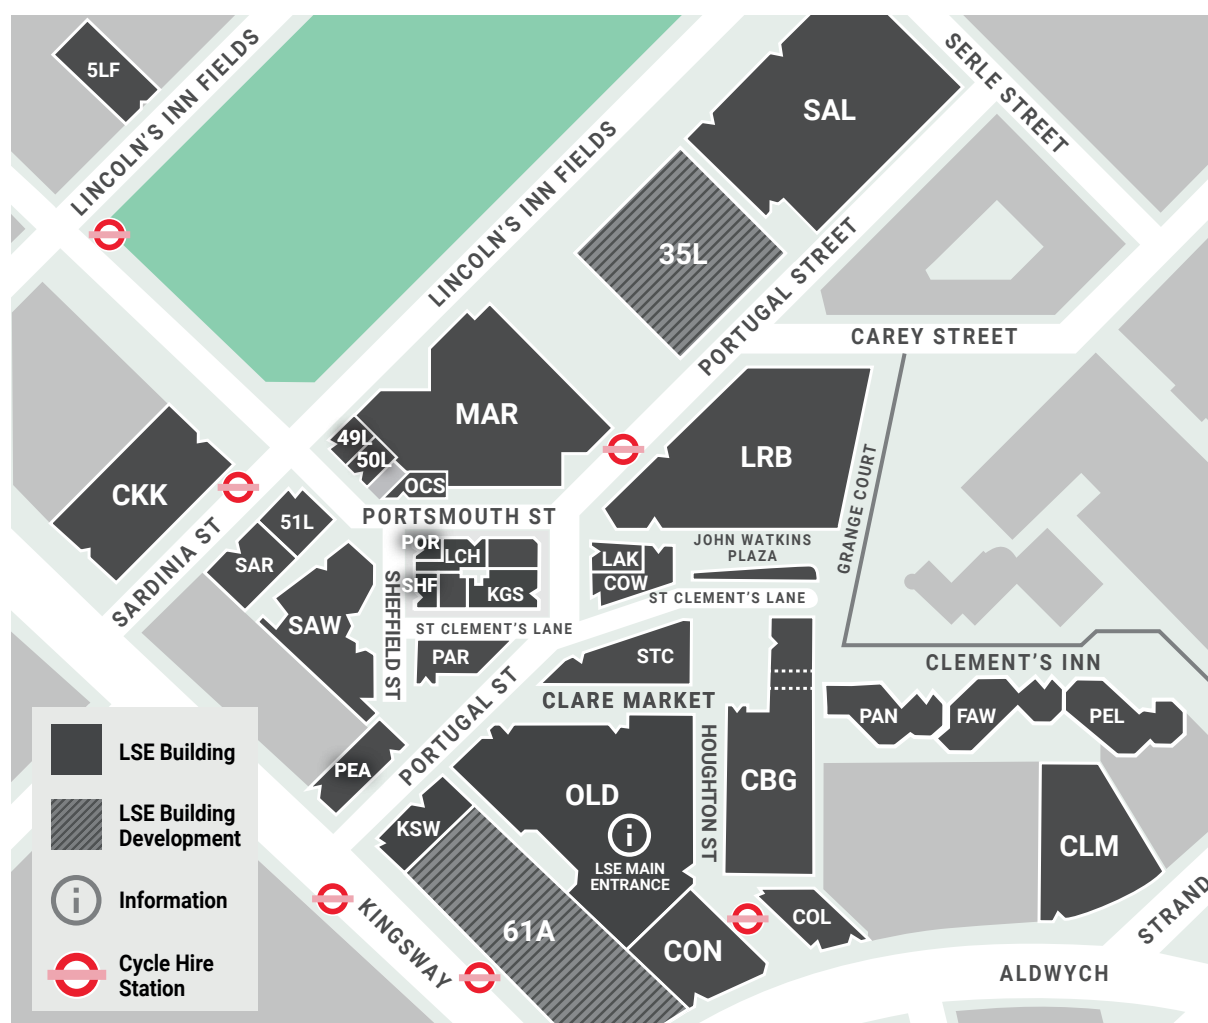 5LF
LINCOLN'S INN FIELDS
SERLE STREET
SAL
LINCOLN'S INN FIELDS
35L
PORTUGAL STREET
CAREY STREET
MAR
49L
50L
OCS
LRB
GRANGE COURT
CKK
SARDINIA ST
51L
SAR
SAW
PORTSMOUTH ST
POR
LCH
SHF
KGS
SHEFFIELD ST
ST CLEMENT'S LANE
PAR
LAK
COW
JOHN WATKINS
PLAZA
ST CLEMENT'S LANE
STC
CLARE MARKET
CLEMENT'S INN
PAN
FAW
PEL
PEA
PORTUGAL ST
HOUGHTON ST
CBG
OLD
LSE MAIN
ENTRANCE
KSW
61A
CON
COL
CLM
STRAND
ALDWYCH
KINGSWAY
LSE Building
LSE Building
Development
Information
Cycle Hire
Station